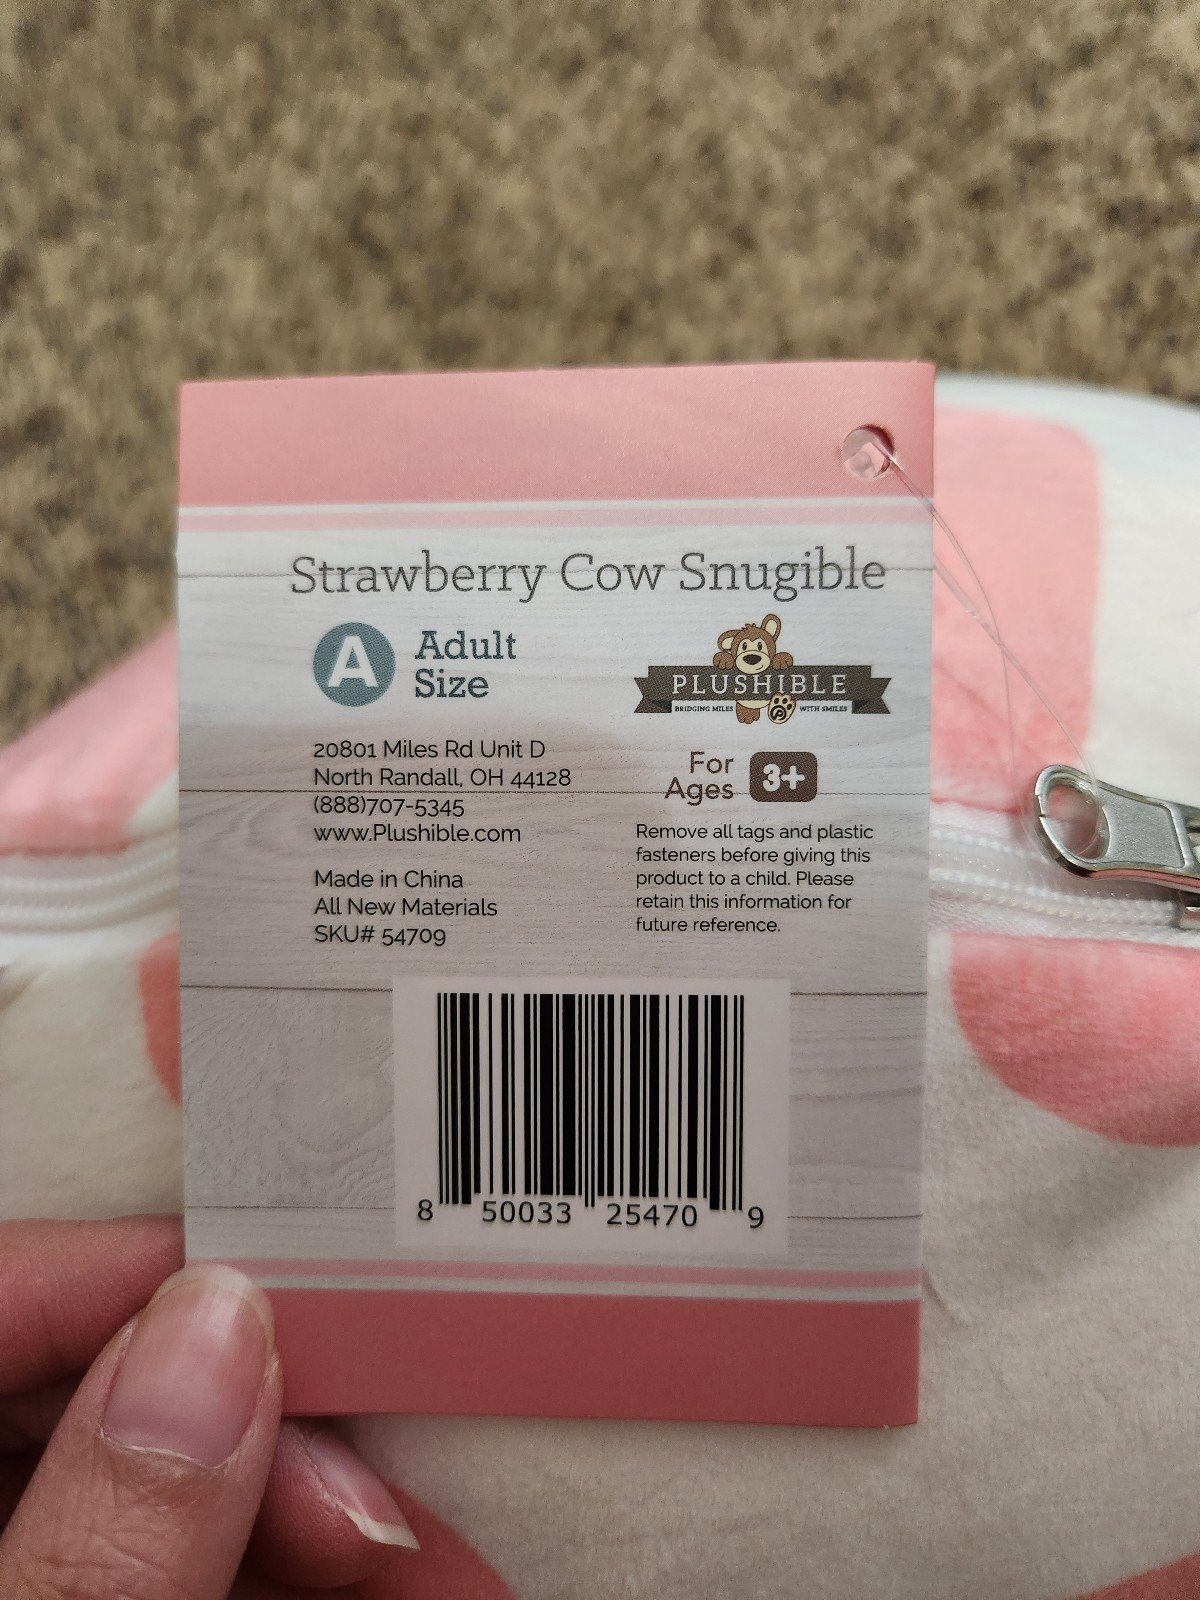 Strawberry Cow Snugible
A Adult
Size
PLUSHIBLE
BRIDGING MILES WITH SMILES
20801 Miles Rd Unit D
North Randall, OH 44128
(888)707-5345
www.Plushible.com
Made in China
All New Materials
SKU# 54709
For
Ages
3+
Remove all tags and plastic
fasteners before giving this
product to a child. Please
retain this information for
future reference.
8 50033 25470 9